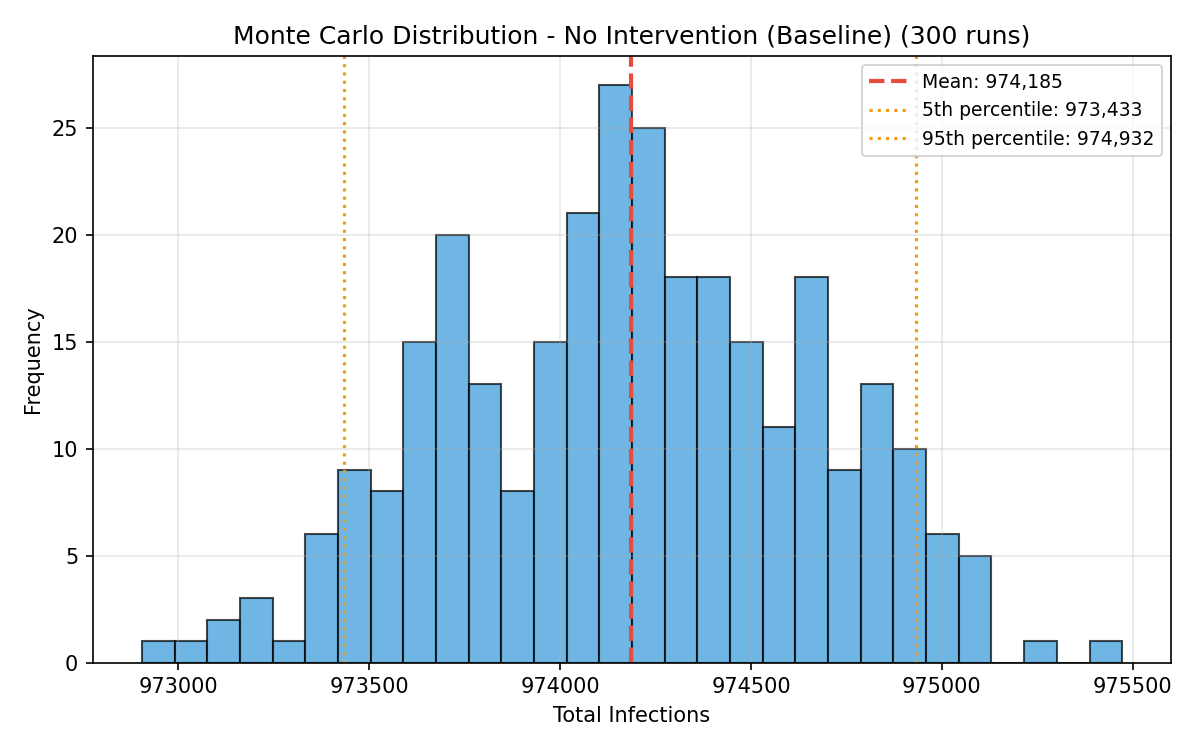 Monte Carlo Distribution - No Intervention (Baseline) (300 runs)
Mean: 974,185
5th percentile: 973,433
95th percentile: 974,932
Frequency
25
20
15
10
5
0
973000 973500 974000 974500 975000 975500
Total Infections